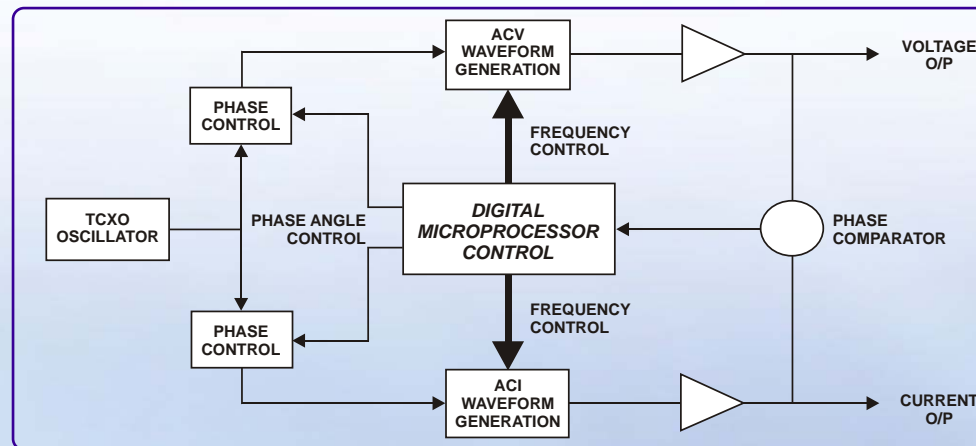 ACV
WAVEFORM
GENERATION
VOLTAGE
O/P
PHASE
CONTROL
FREQUENCY
CONTROL
TCXO
OSCILLATOR
PHASE ANGLE
CONTROL
DIGITAL
MICROPROCESSOR
CONTROL
PHASE
COMPARATOR
PHASE
CONTROL
FREQUENCY
CONTROL
ACI
WAVEFORM
GENERATION
CURRENT
O/P